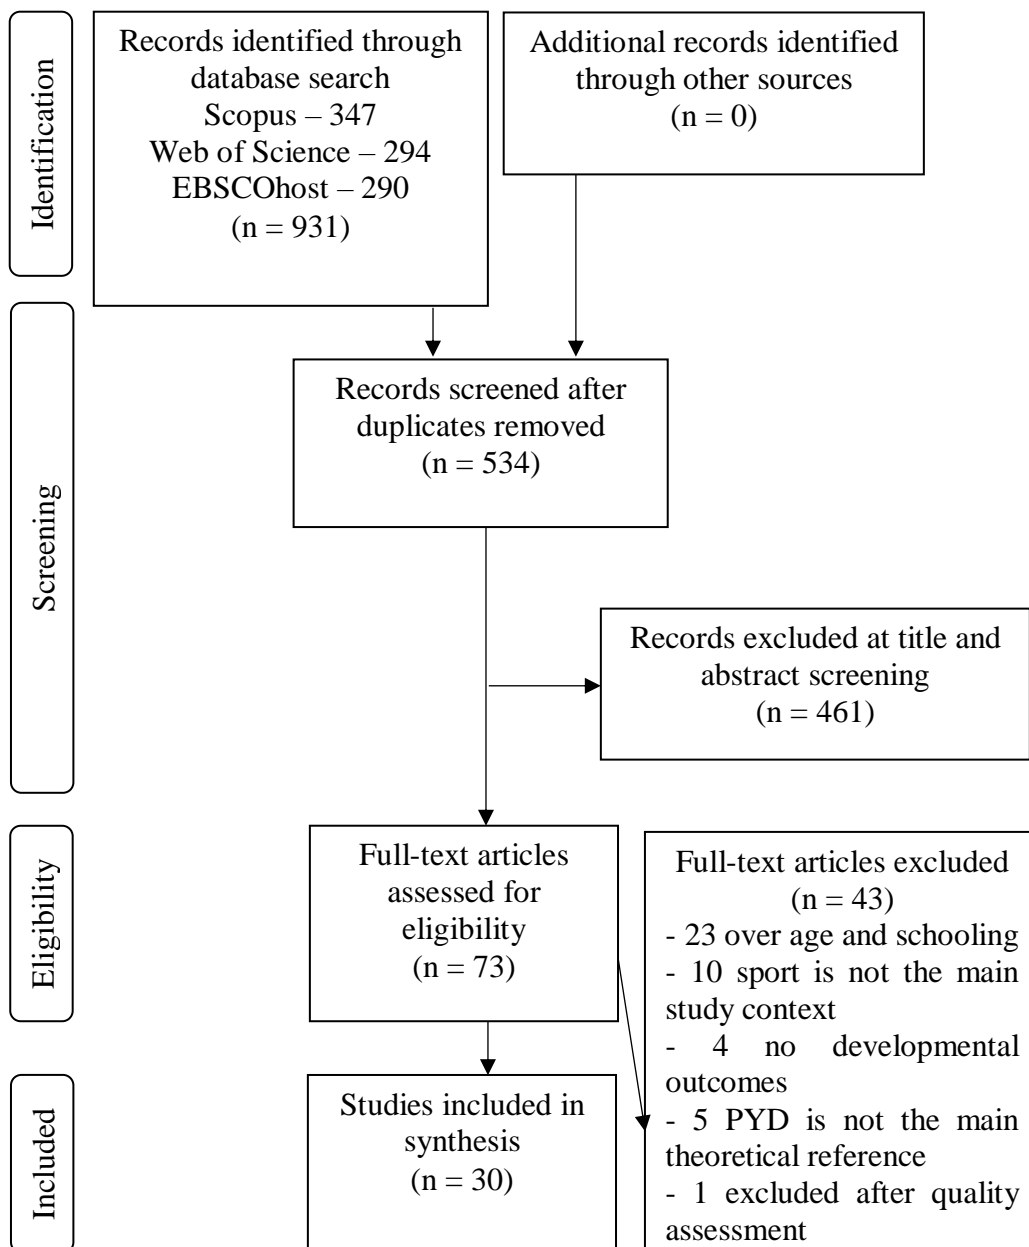 Identification
Records identified through
database search
Scopus – 347
Web of Science – 294
EBSCOhost – 290
(n = 931)
Additional records identified
through other sources
(n = 0)
Screening
Records screened after
duplicates removed
(n = 534)
Records excluded at title and
abstract screening
(n = 461)
Eligibility
Full-text articles
assessed for
eligibility
(n = 73)
Full-text articles excluded
(n = 43)
- 23 over age and schooling
- 10 sport is not the main
study context
- 4 no developmental
outcomes
- 5 PYD is not the main
theoretical reference
- 1 excluded after quality
assessment
Included
Studies included in
synthesis
(n = 30)